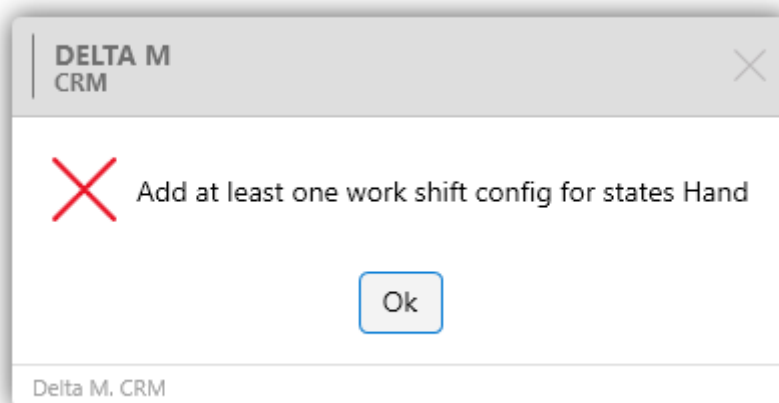 DELTA M
CRM
Add at least one work shift config for states Hand
Ok
Delta M. CRM